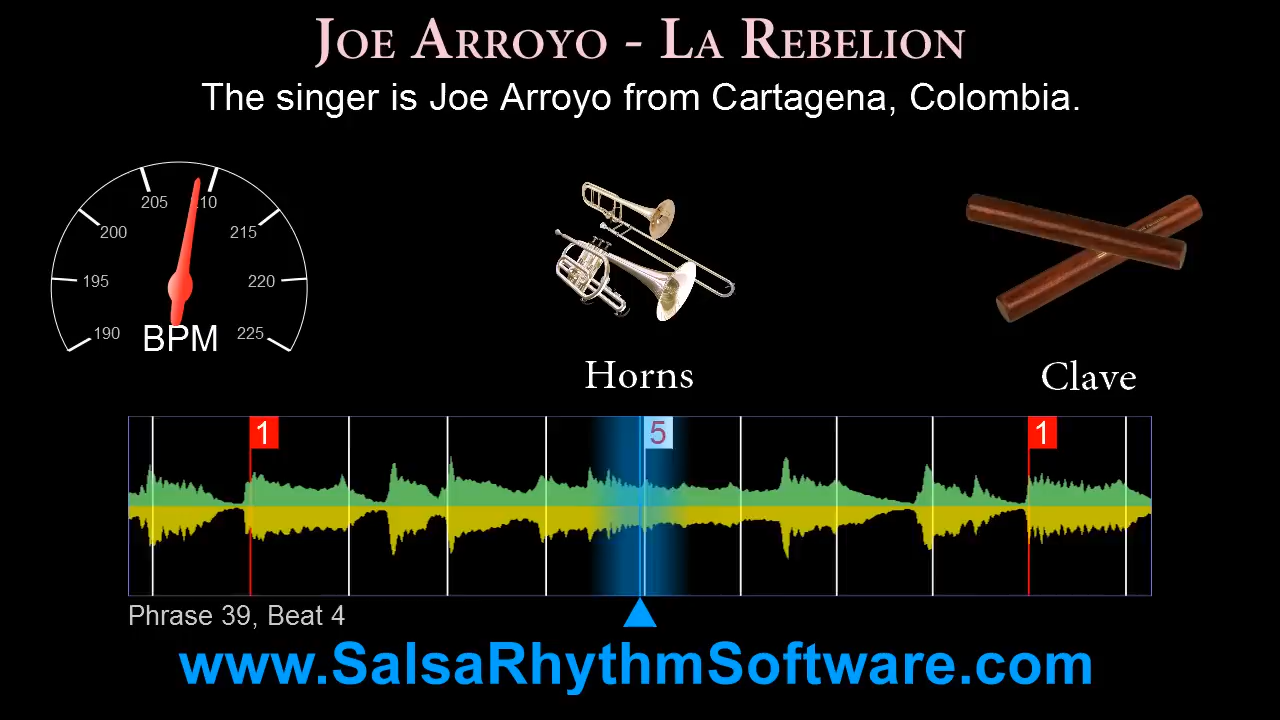 JOE ARROYO - LA REBELION
The singer is Joe Arroyo from Cartagena, Colombia.
205
210
200
215
195
220
190
BPM
225
Horns
Clave
1
5
1
Phrase 39, Beat 4
www.SalsaRhythmSoftware.com